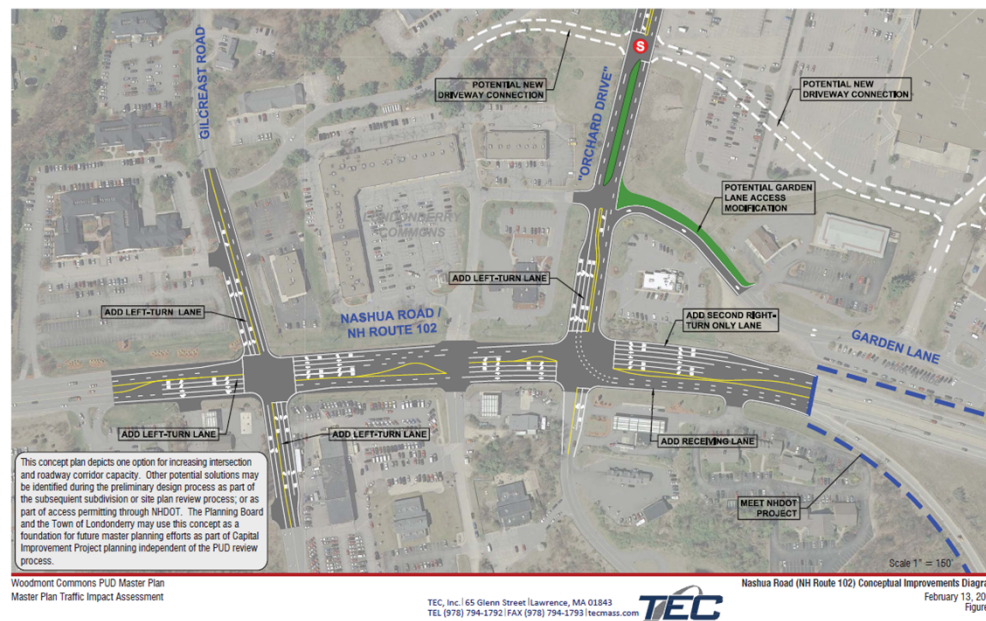 GILCREAST ROAD
POTENTIAL NEW
DRIVEWAY CONNECTION
"ORCHARD DRIVE"
S
POTENTIAL NEW
DRIVEWAY CONNECTION
POTENTIAL GARDEN
LANE ACCESS
MODIFICATION
LONDONDERRY
COMMONS
ADD LEFT-TURN LANE
ADD LEFT-TURN LANE
NASHUA ROAD /
NH ROUTE 102
ADD SECOND RIGHT-
TURN ONLY LANE
GARDEN LANE
ADD LEFT-TURN LANE
ADD LEFT-TURN LANE
ADD RECEIVING LANE
MEET NHDOT
PROJECT
This concept plan depicts one option for increasing intersection
and roadway corridor capacity. Other potential solutions may
be identified during the preliminary design process as part of
the subsequent subdivision or site plan review process; or as
part of access permitting through NHDOT. The Planning Board
and the Town of Londonderry may use this concept as a
foundation for future master planning efforts as part of Capital
Improvement Project planning independent of the PUD review
process.
Scale 1" = 150'
Woodmont Commons PUD Master Plan
Master Plan Traffic Impact Assessment
TEC, Inc. | 65 Glenn Street | Lawrence, MA 01843
TEL (978) 794-1792 | FAX (978) 794-1793 | tecmass.com
TEC
Nashua Road (NH Route 102) Conceptual Improvements Diagra
February 13, 20
Figure